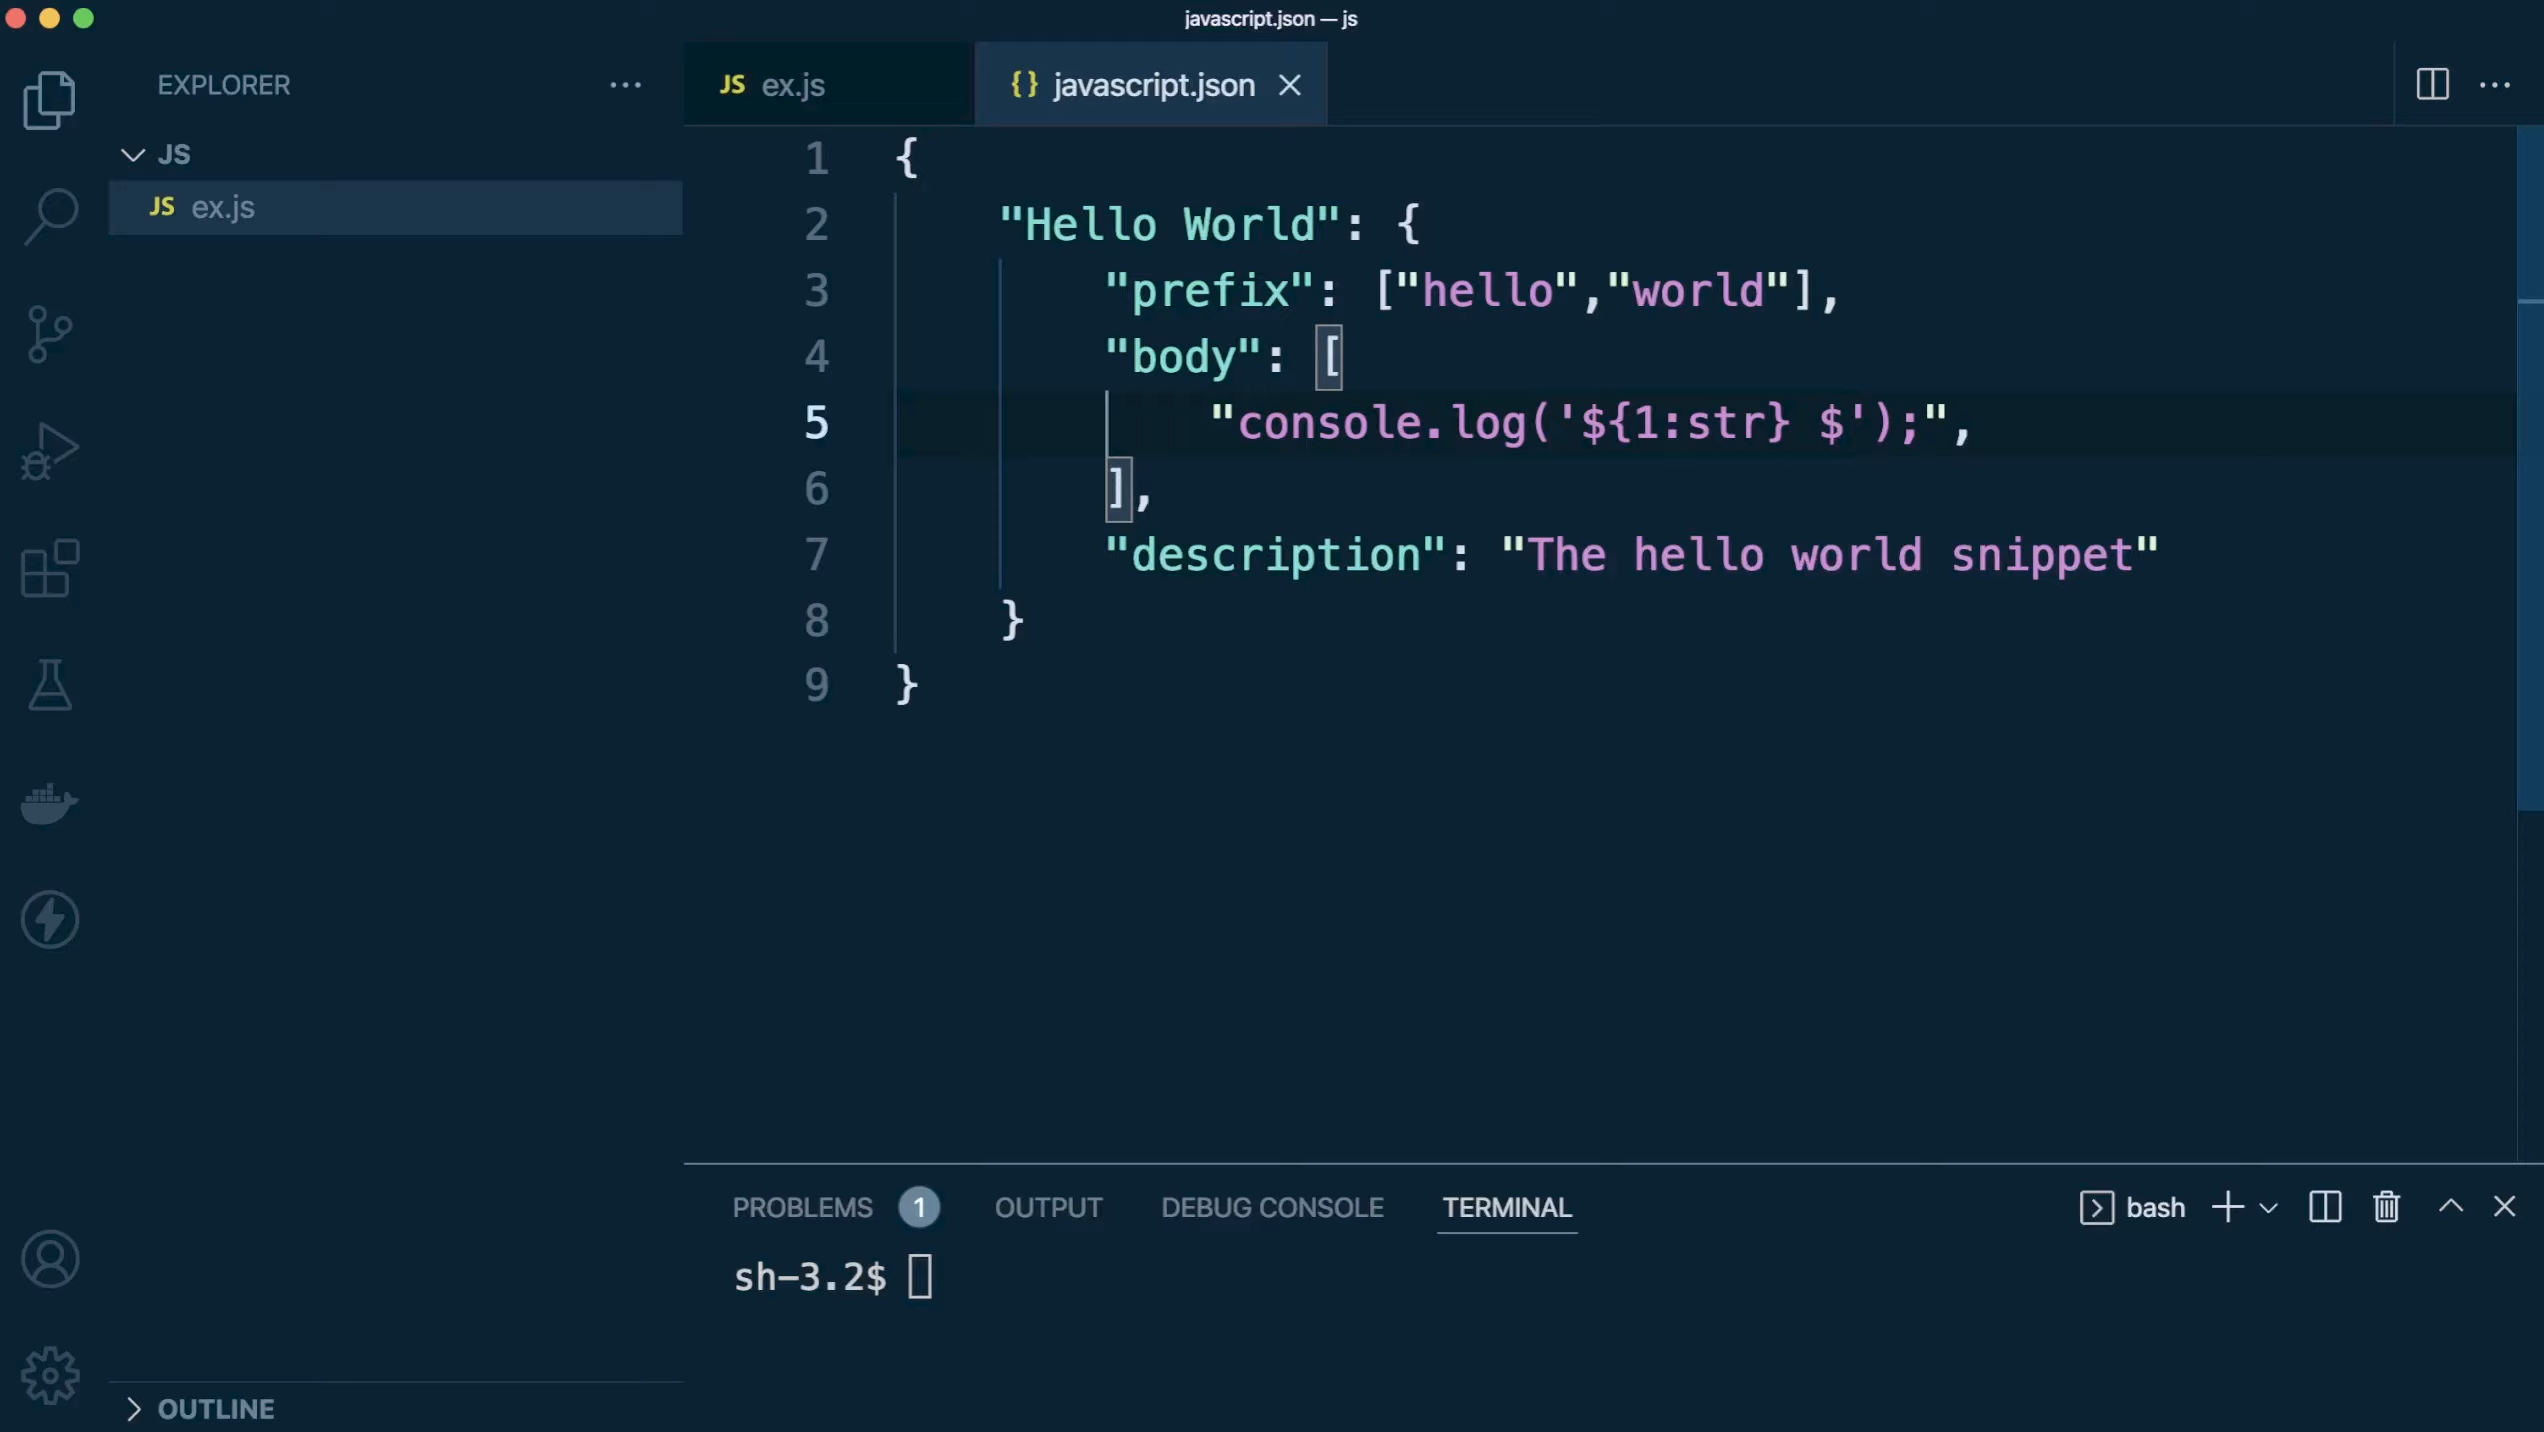 javascript.json — js
EXPLORER
JS
JS ex.js
JS ex.js
{} javascript.json
1 {
2 "Hello World": {
3 "prefix": ["hello","world"],
4 "body": [
5 "console.log('${1:str} $');",
6 ],
7 "description": "The hello world snippet"
8 }
9 }
PROBLEMS 1 OUTPUT DEBUG CONSOLE TERMINAL bash
sh-3.2$
OUTLINE